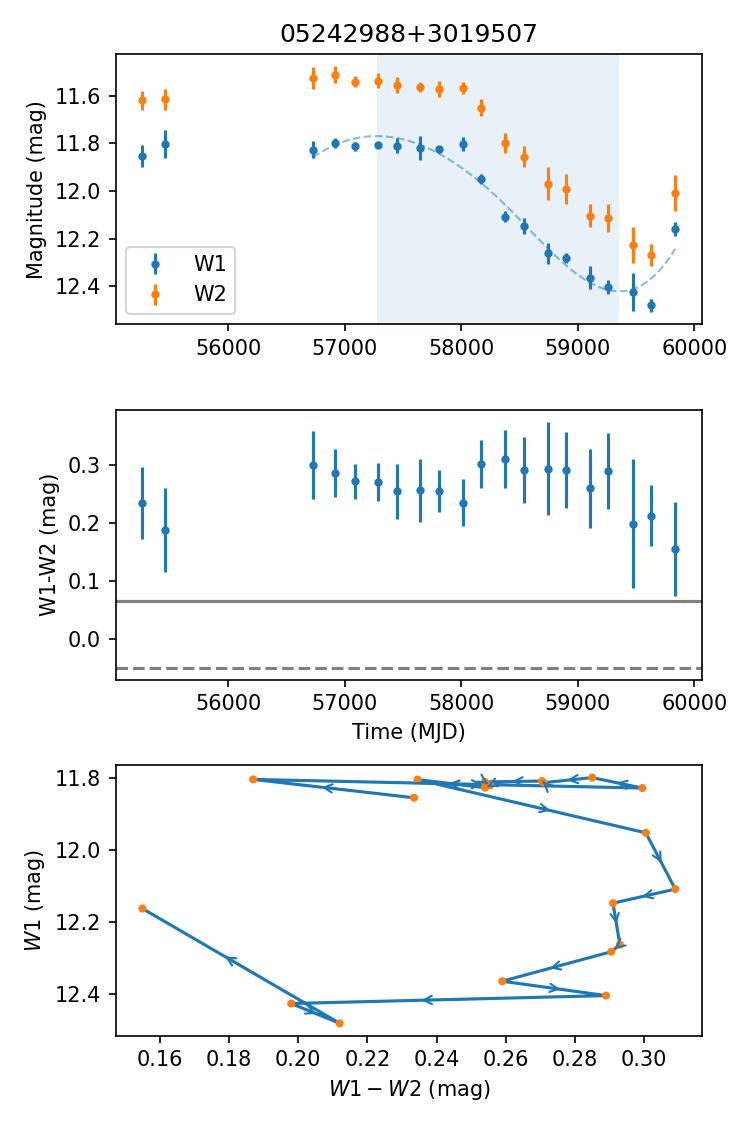 05242988+3019507
Magnitude (mag)
11.6
11.8
12.0
12.2
12.4
W1
W2
56000 57000 58000 59000 60000
W1-W2 (mag)
0.3
0.2
0.1
0.0
56000 57000 58000 59000 60000
Time (MJD)
W1 (mag)
11.8
12.0
12.2
12.4
0.16 0.18 0.20 0.22 0.24 0.26 0.28 0.30
W1 − W2 (mag)